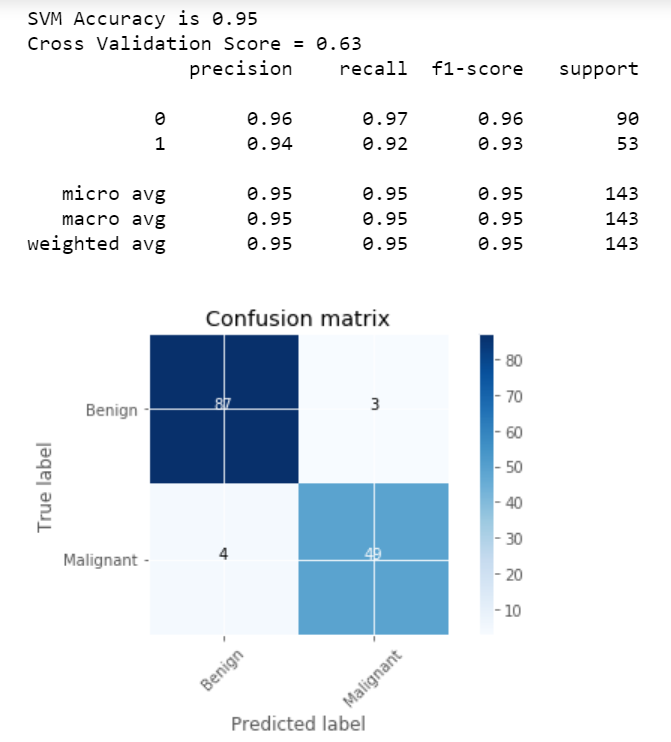 SVM Accuracy is 0.95
Cross Validation Score = 0.63
precision recall f1-score support
0 0.96 0.97 0.96 90
1 0.94 0.92 0.93 53
micro avg 0.95 0.95 0.95 143
macro avg 0.95 0.95 0.95 143
weighted avg 0.95 0.95 0.95 143
Confusion matrix
True label
Benign 87 3
Malignant 4 49
Benign Malignant
Predicted label
80
70
60
50
40
30
20
10